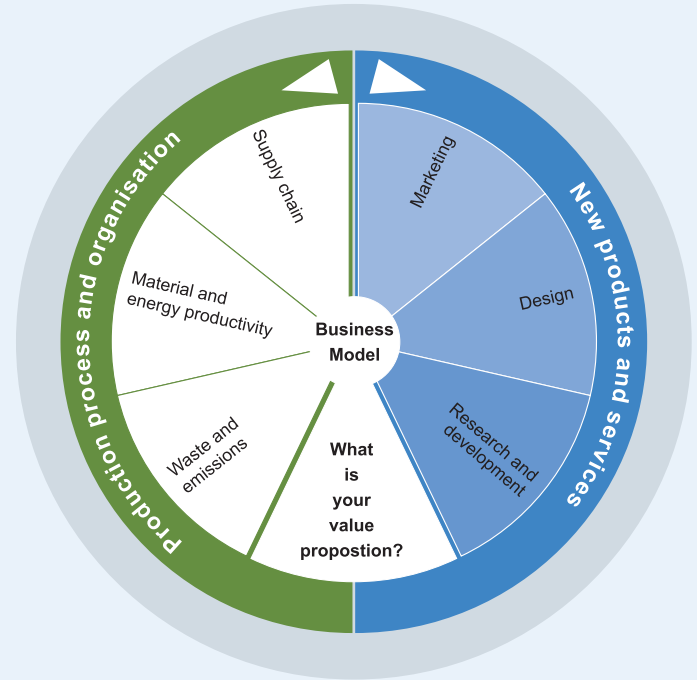 Production process and organisation
New products and services
Supply chain
Marketing
Material and
energy productivity
Design
Business
Model
Waste and
emissions
Research and
development
What
is
your
value
propostion?